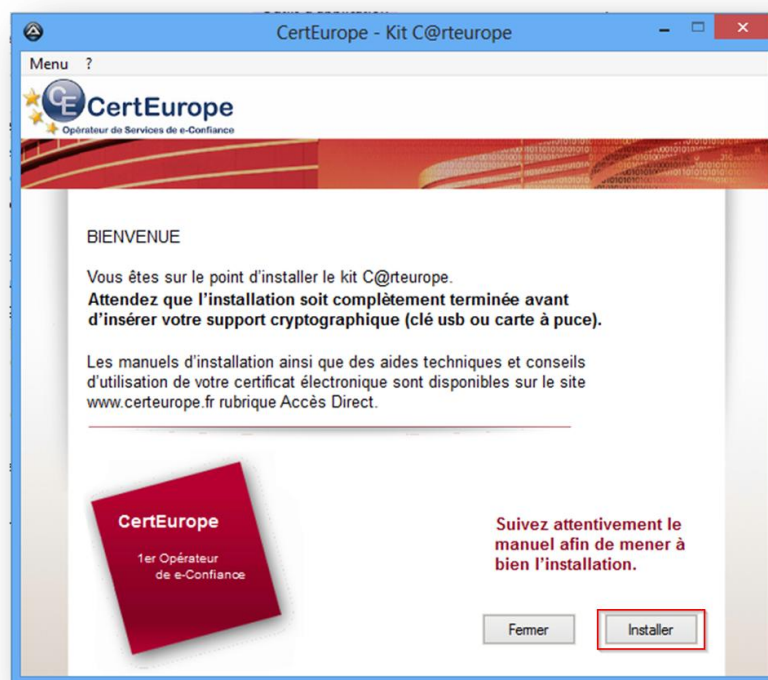 CertEurope - Kit C@rteurope
Menu ?
CE
CertEurope
Opérateur de Services de e-Confiance
BIENVENUE
Vous êtes sur le point d'installer le kit C@rteurope.
Attendez que l'installation soit complètement terminée avant
d'insérer votre support cryptographique (clé usb ou carte à puce).
Les manuels d'installation ainsi que des aides techniques et conseils
d'utilisation de votre certificat électronique sont disponibles sur le site
www.certeurope.fr rubrique Accès Direct.
CertEurope
1er Opérateur
de e-Confiance
Suivez attentivement le
manuel afin de mener à
bien l'installation.
Fermer
Installer